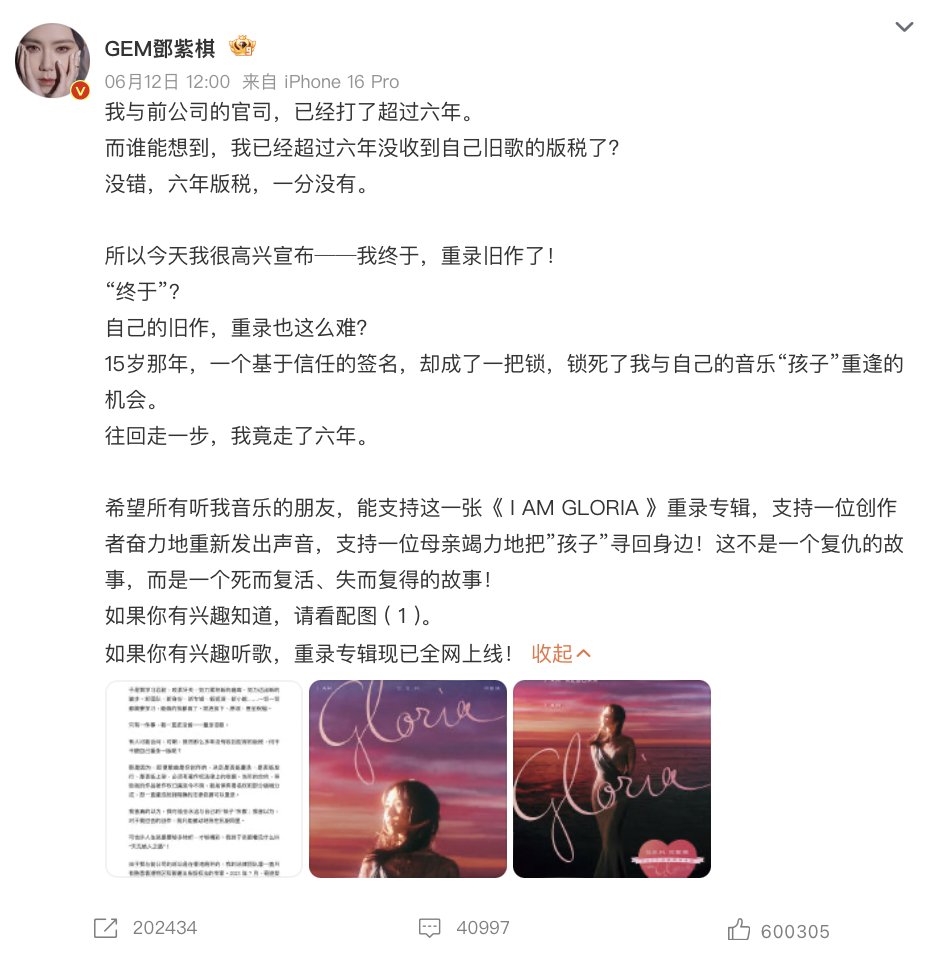 GEM鄧紫棋
06月12日 12:00 来自 iPhone 16 Pro
我与前公司的官司，已经打了超过六年。
而谁能想到，我已经超过六年没收到自己旧歌的版税了？
没错，六年版税，一分没有。
所以今天我很高兴宣布——我终于，重录旧作了！
“终于”？
自己的旧作，重录也这么难？
15岁那年，一个基于信任的签名，却成了一把锁，锁死了我与自己的音乐“孩子”重逢的
机会。
往回走一步，我竟走了六年。
希望所有听我音乐的朋友，能支持这一张《 I AM GLORIA 》重录专辑，支持一位创作
者奋力地重新发出声音，支持一位母亲竭力地把”孩子”寻回身边！这不是一个复仇的故
事，而是一个死而复活、失而复得的故事！
如果你有兴趣知道，请看配图 ( 1 )。
如果你有兴趣听歌，重录专辑现已全网上线！ 收起
I AM
Gloria
I AM
Gloria
202434
40997
600305